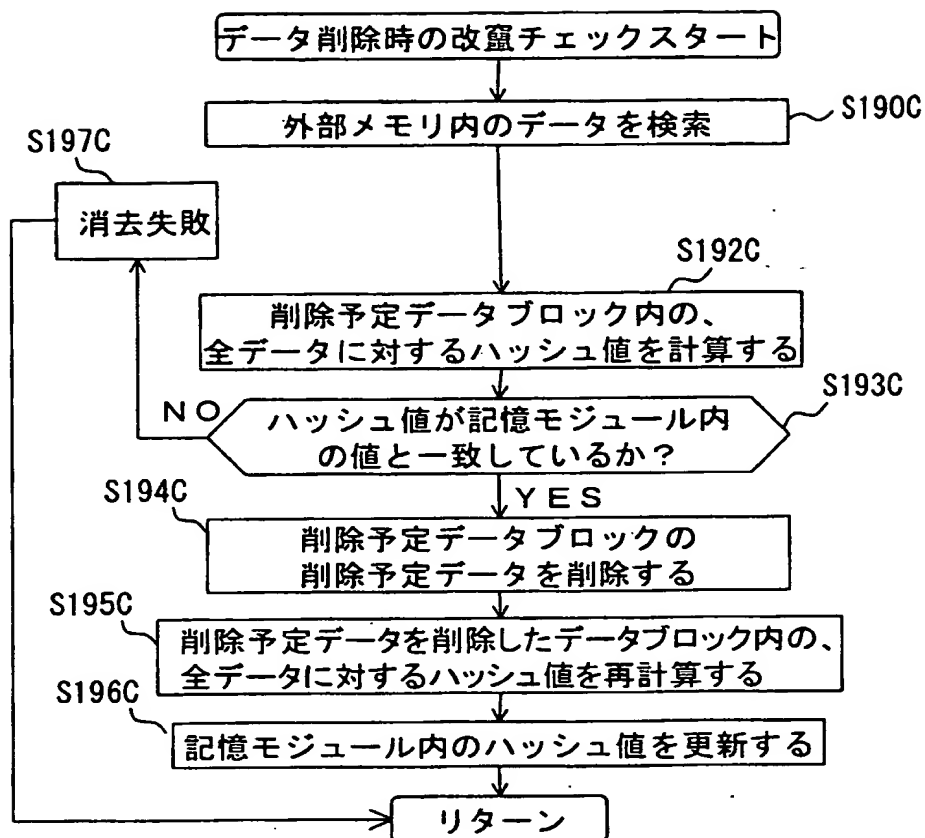 データ削除時の改竄チェックスタート
外部メモリ内のデータを検索
S190C
S197C
消去失敗
S192C
削除予定データブロック内の、
全データに対するハッシュ値を計算する
S193C
NO
ハッシュ値が記憶モジュール内
の値と一致しているか?
YES
S194C
削除予定データブロックの
削除予定データを削除する
S195C
削除予定データを削除したデータブロック内の、
全データに対するハッシュ値を再計算する
S196C
記憶モジュール内のハッシュ値を更新する
リターン